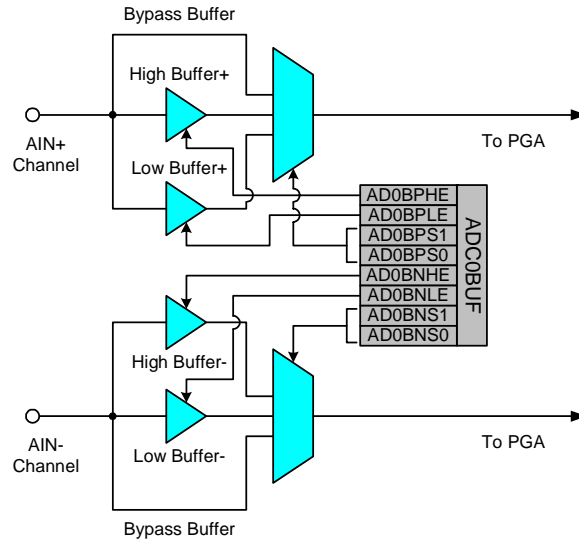 Bypass Buffer
High Buffer+
AIN+
Channel
To PGA
Low Buffer+
AD0BPHE
AD0BPLE
AD0BPS1
AD0BPS0
AD0BNHE
AD0BNLE
AD0BNS1
AD0BNS0
ADC0BUF
High Buffer-
AIN-
Channel
Low Buffer-
To PGA
Bypass Buffer